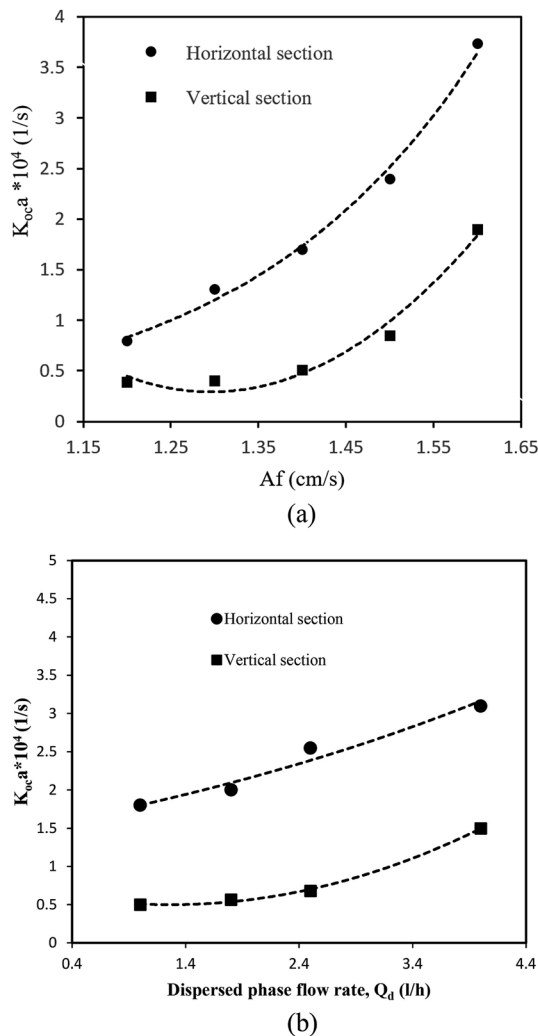 4
3.5
3
2.5
2
1.5
1
0.5
0
K_oc a *10⁴ (1/s)
Horizontal section
Vertical section
1.15 1.25 1.35 1.45 1.55 1.65
Af (cm/s)
(a)
5
4.5
4
3.5
3
2.5
2
1.5
1
0.5
0
K_oc a*10⁴ (1/s)
Horizontal section
Vertical section
0.4 1.4 2.4 3.4 4.4
Dispersed phase flow rate, Q_d (l/h)
(b)